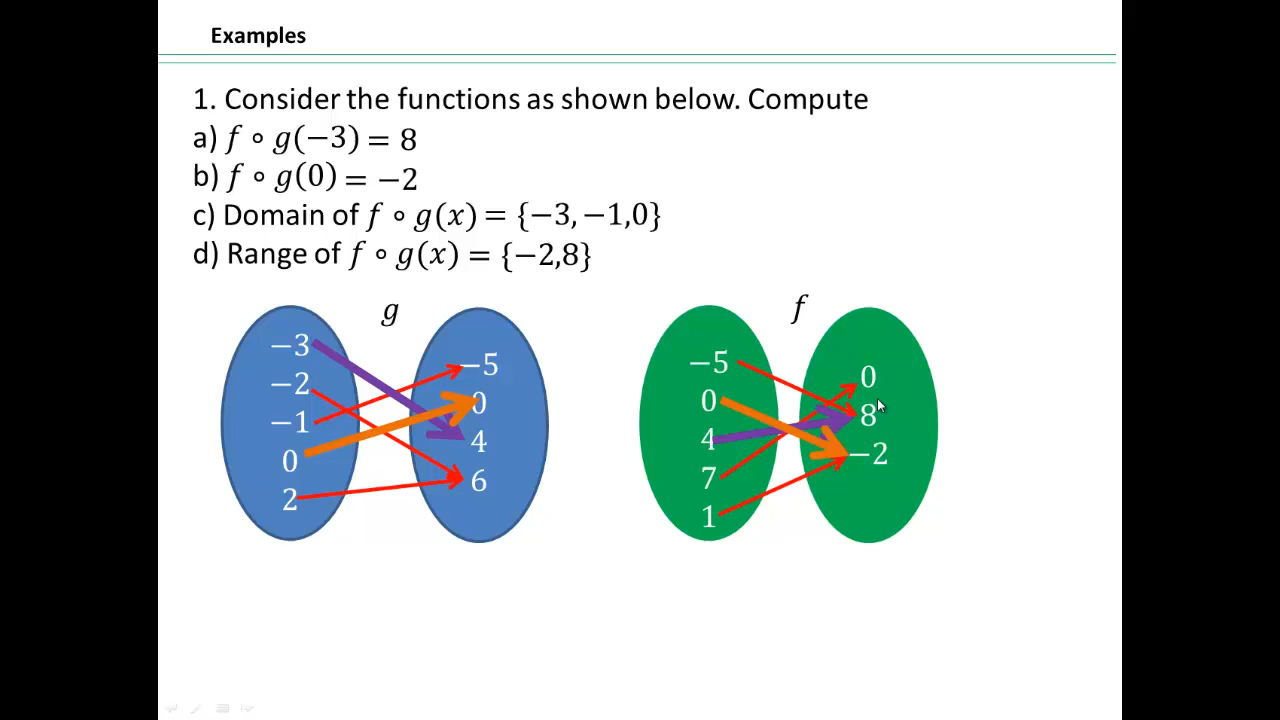 Examples
1. Consider the functions as shown below. Compute
a) f ∘ g(−3) = 8
b) f ∘ g(0) = −2
c) Domain of f ∘ g(x) = {−3, −1,0}
d) Range of f ∘ g(x) = {−2,8}
g
−3
−2
−1
0
2
−5
0
4
6
f
−5
0
4
7
1
0
8
−2